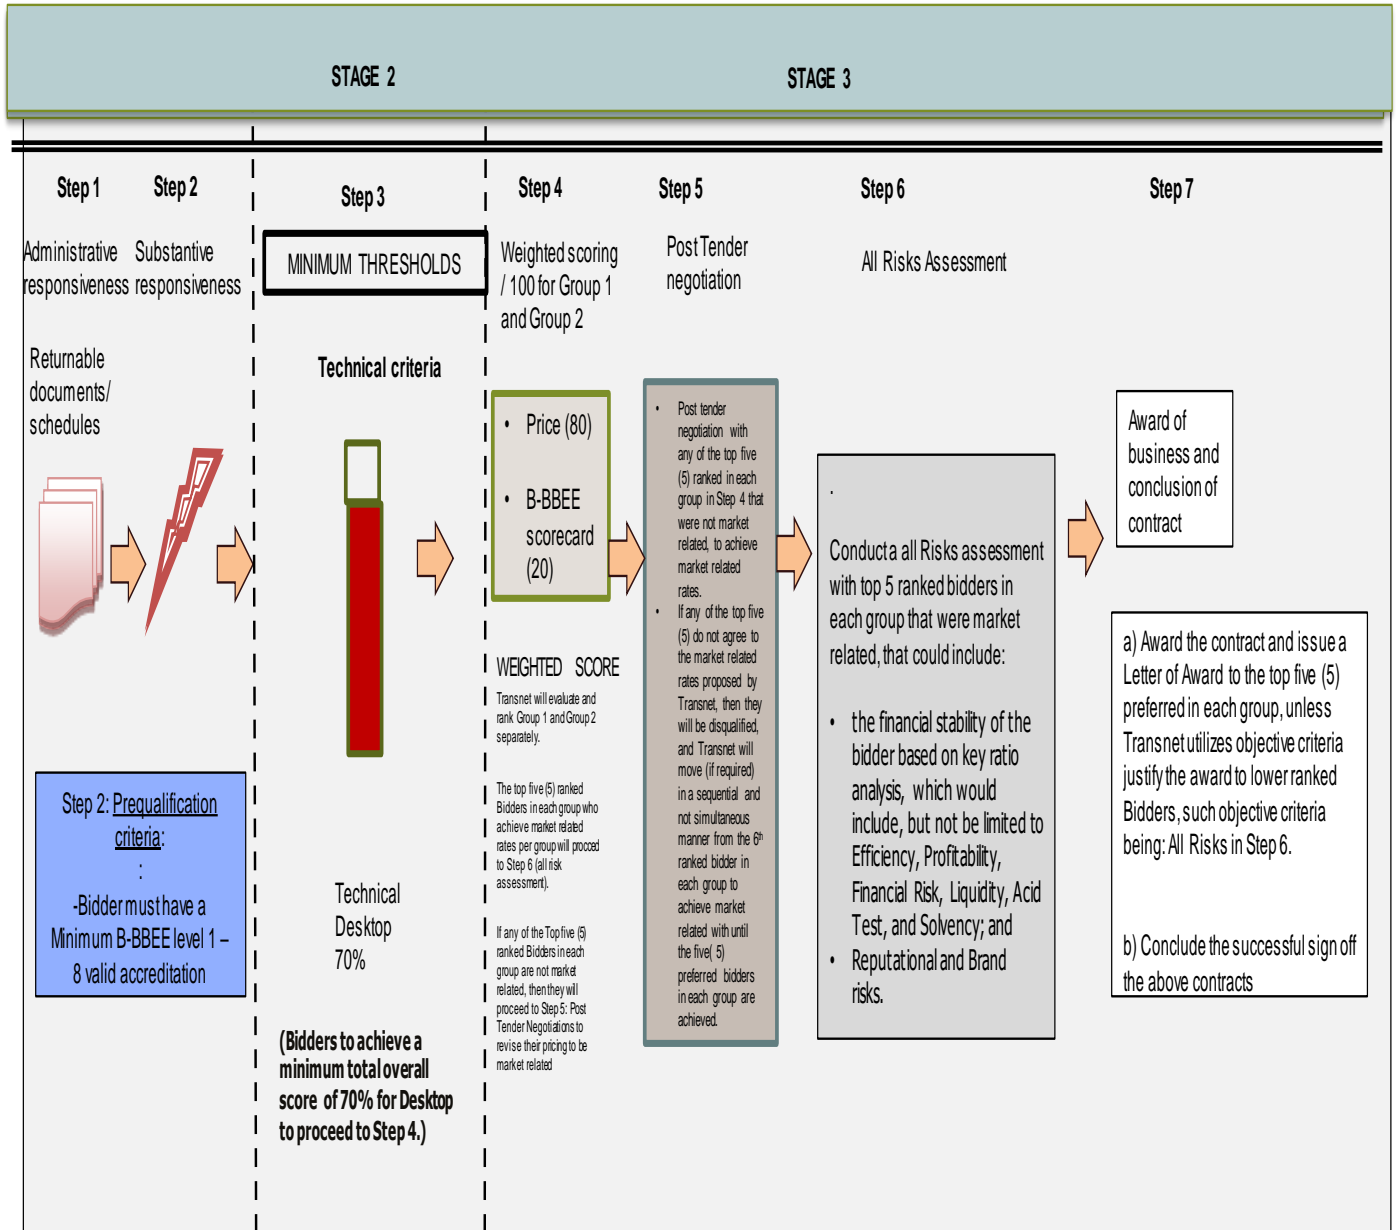 STAGE 2
STAGE 3
Step 1
Step 2
Step 3
Step 4
Step 5
Step 6
Step 7
Administrative
responsiveness
Substantive
responsiveness
MINIMUM THRESHOLDS
Weighted scoring
/ 100 for Group 1
and Group 2
Post Tender
negotiation
All Risks Assessment
Returnable
documents/
schedules
Step 2: Prequalification
criteria:
:
-Bidder must have a
Minimum B-BBEE level 1 –
8 valid accreditation
Technical criteria
Technical
Desktop
70%
(Bidders to achieve a
minimum total overall
score of 70% for Desktop
to proceed to Step 4.)
• Price (80)
• B-BBEE
scorecard
(20)
WEIGHTED SCORE
Transnet will evaluate and
rank Group 1 and Group 2
separately.
The top five (5) ranked
Bidders in each group who
achieve market related
rates per group will procced
to Step 6 (all risk
assessment).
If any of the Top five (5)
ranked Bidders in each
group are not market
related, then they will
proceed to Step 5: Post
Tender Negotiations to
revise their pricing to be
market related
• Post tender
negotiation with
any of the top five
(5) ranked in each
group in Step 4 that
were not market
related, to achieve
market related
rates.
• If any of the top five
(5) do not agree to
the market related
rates proposed by
Transnet, then they
will be disqualified,
and Transnet will
move (if required)
in a sequential and
not simultaneous
manner from the 6th
ranked bidder in
each group to
achieve market
related with until
the five( 5)
preferred bidders
in each group are
achieved.
.
Conduct a all Risks assessment
with top 5 ranked bidders in
each group that were market
related, that could include:
• the financial stability of the
bidder based on key ratio
analysis, which would
include, but not be limited to
Efficiency, Profitability,
Financial Risk, Liquidity, Acid
Test, and Solvency; and
• Reputational and Brand
risks.
Award of
business and
conclusion of
contract
a) Award the contract and issue a
Letter of Award to the top five (5)
preferred in each group, unless
Transnet utilizes objective criteria
justify the award to lower ranked
Bidders, such objective criteria
being: All Risks in Step 6.
b) Conclude the successful sign off
the above contracts